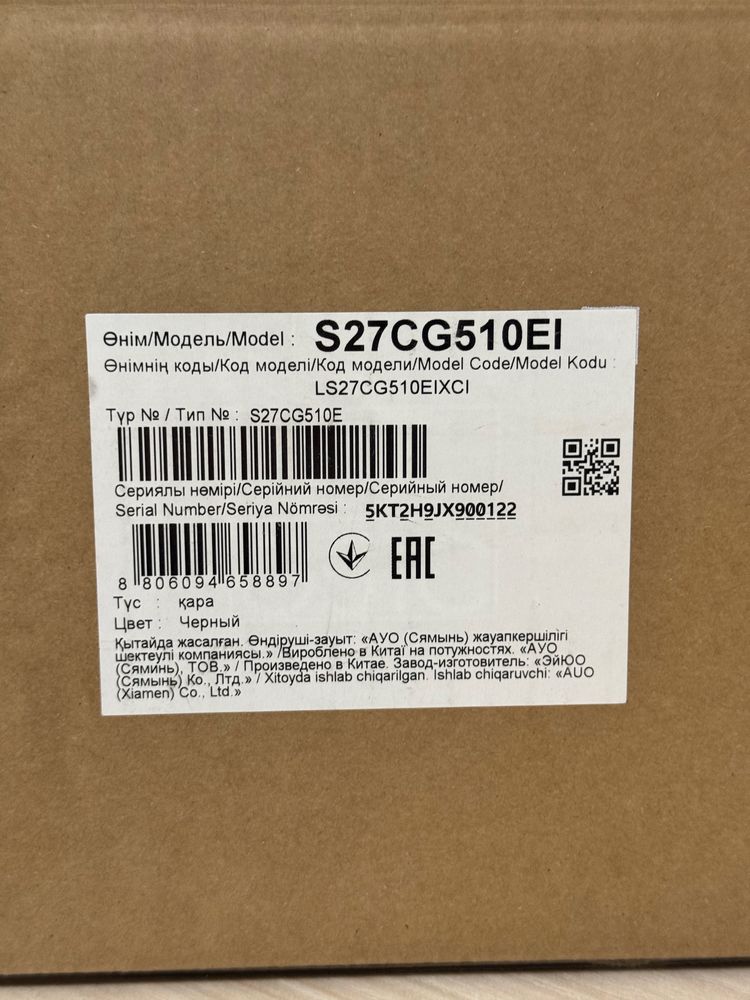 Өнім/Модель/Model : S27CG510EI
Өнімнің коды/Код моделі/Код модели/Model Code/Model Kodu :
LS27CG510EIXCI
Түр № / Тип № : S27CG510E
Сериялы нөмірі/Серійний номер/Серийный номер/
Serial Number/Seriya Nömrəsi : 5KT2H9JX900122
EAC
8 806094 658897
Түс : қара
Цвет : Черный
Қытайда жасалған. Өндіруші-зауыт: «АУО (Сямынь) жауапкершілігі
шектеулі компаниясы.» /Вироблено в Китаї на потужностях. «АУО
(Сяминь), ТОВ.» / Произведено в Китае. Завод-изготовитель: «ЭйЮО
(Сямынь) Ко., Лтд.» / Xitoyda ishlab chiqarilgan. Ishlab chiqaruvchi: «AUO
(Xiamen) Co., Ltd.»